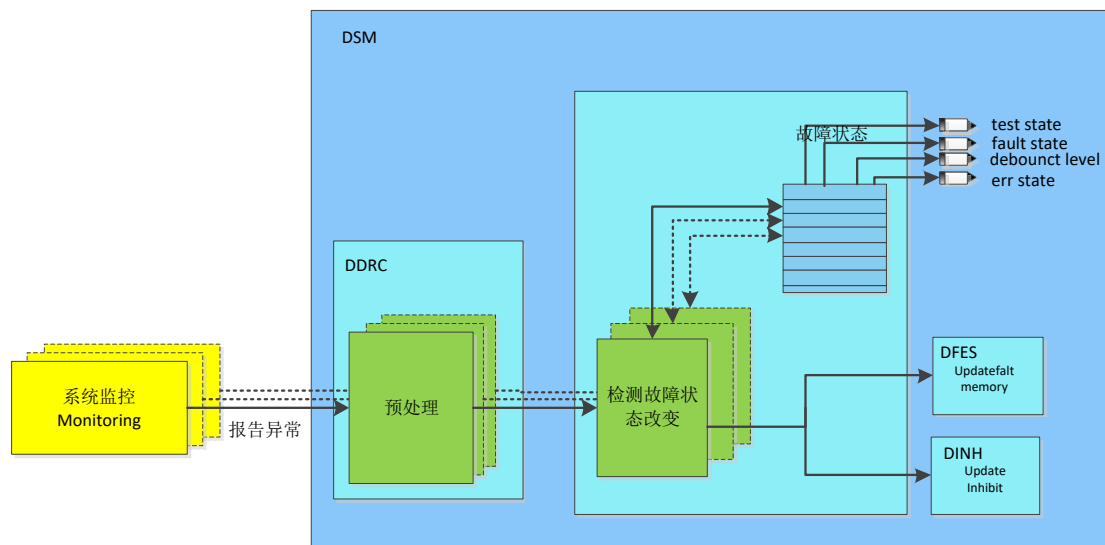 DSM
故障状态
test state
fault state
debounct level
err state
DDRC
系统监控
Monitoring
报告异常
预处理
检测故障状
态改变
DFES
Updatefalt
memory
DINH
Update
Inhibit